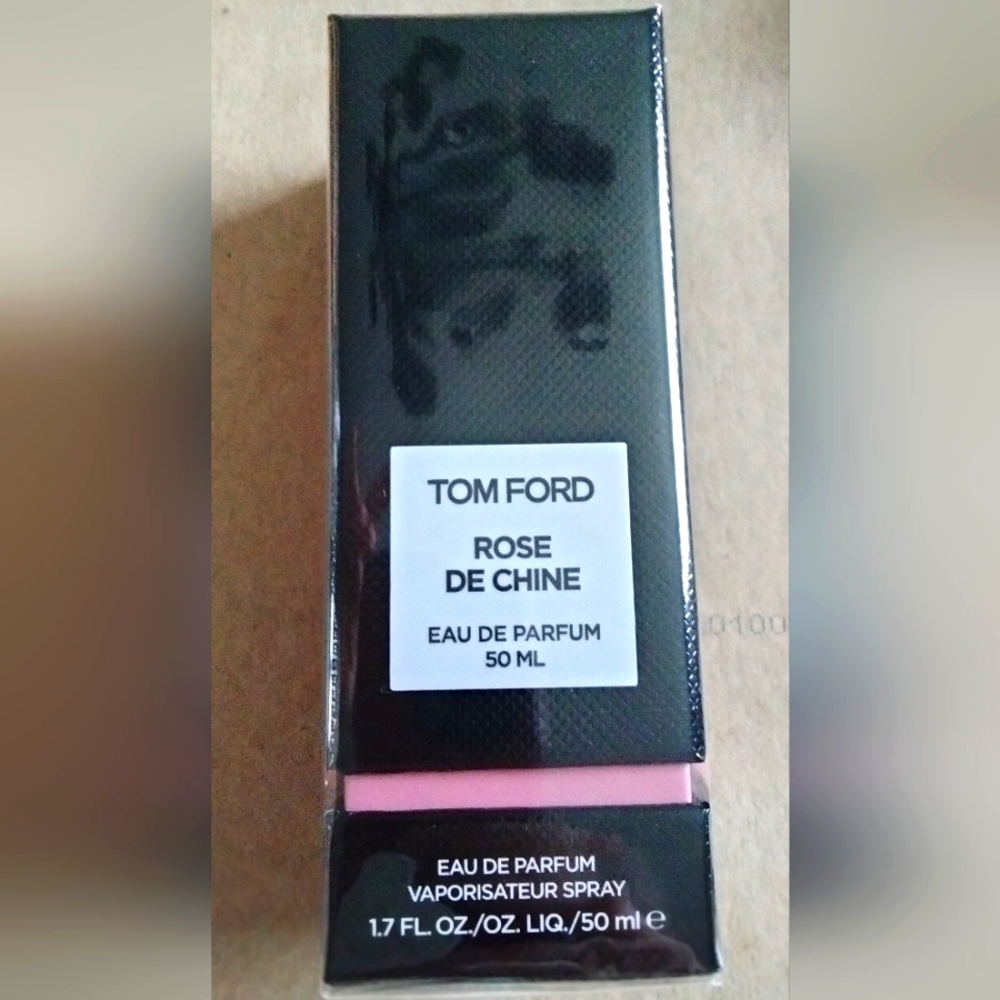 TOM FORD
ROSE
DE CHINE
EAU DE PARFUM
50 ML
0100
EAU DE PARFUM
VAPORISATEUR SPRAY
1.7 FL. OZ./OZ. LIQ./50 ml ℮